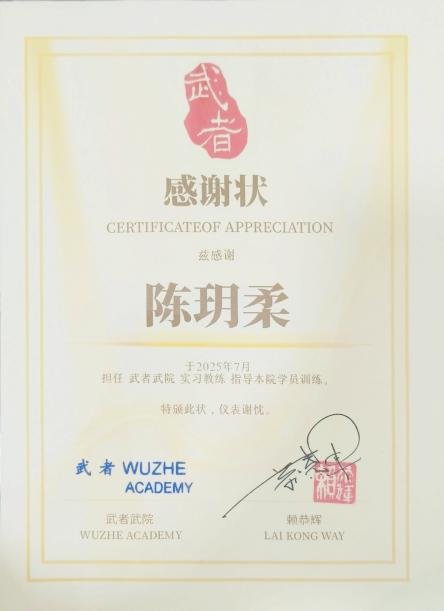 武者
感谢状
CERTIFICATEOF APPRECIATION
兹感谢
陈玥柔
于2025年7月
担任 武者武院 实习教练 指导本院学员训练。
特颁此状，仪表谢忱。
武者 WUZHE
ACADEMY
武者武院
WUZHE ACADEMY
赖恭辉
LAI KONG WAY